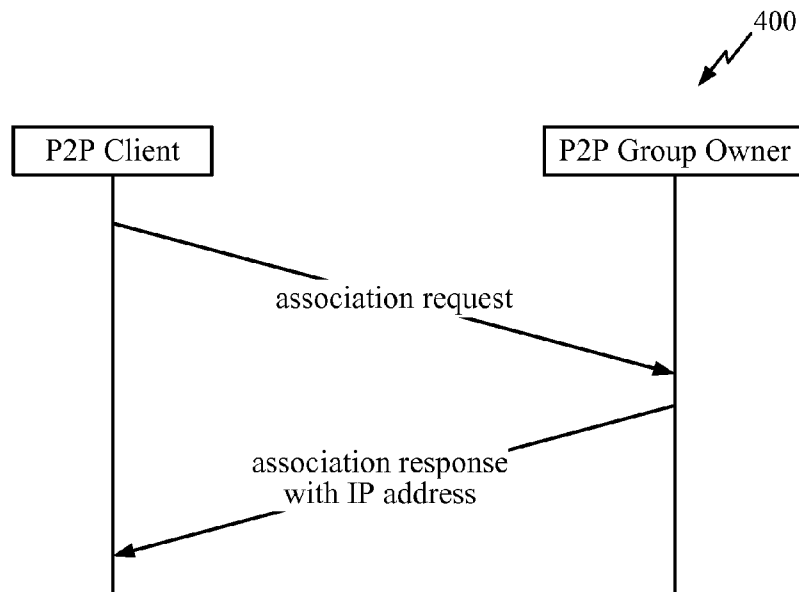 400
P2P Client
P2P Group Owner
association request
association response
with IP address